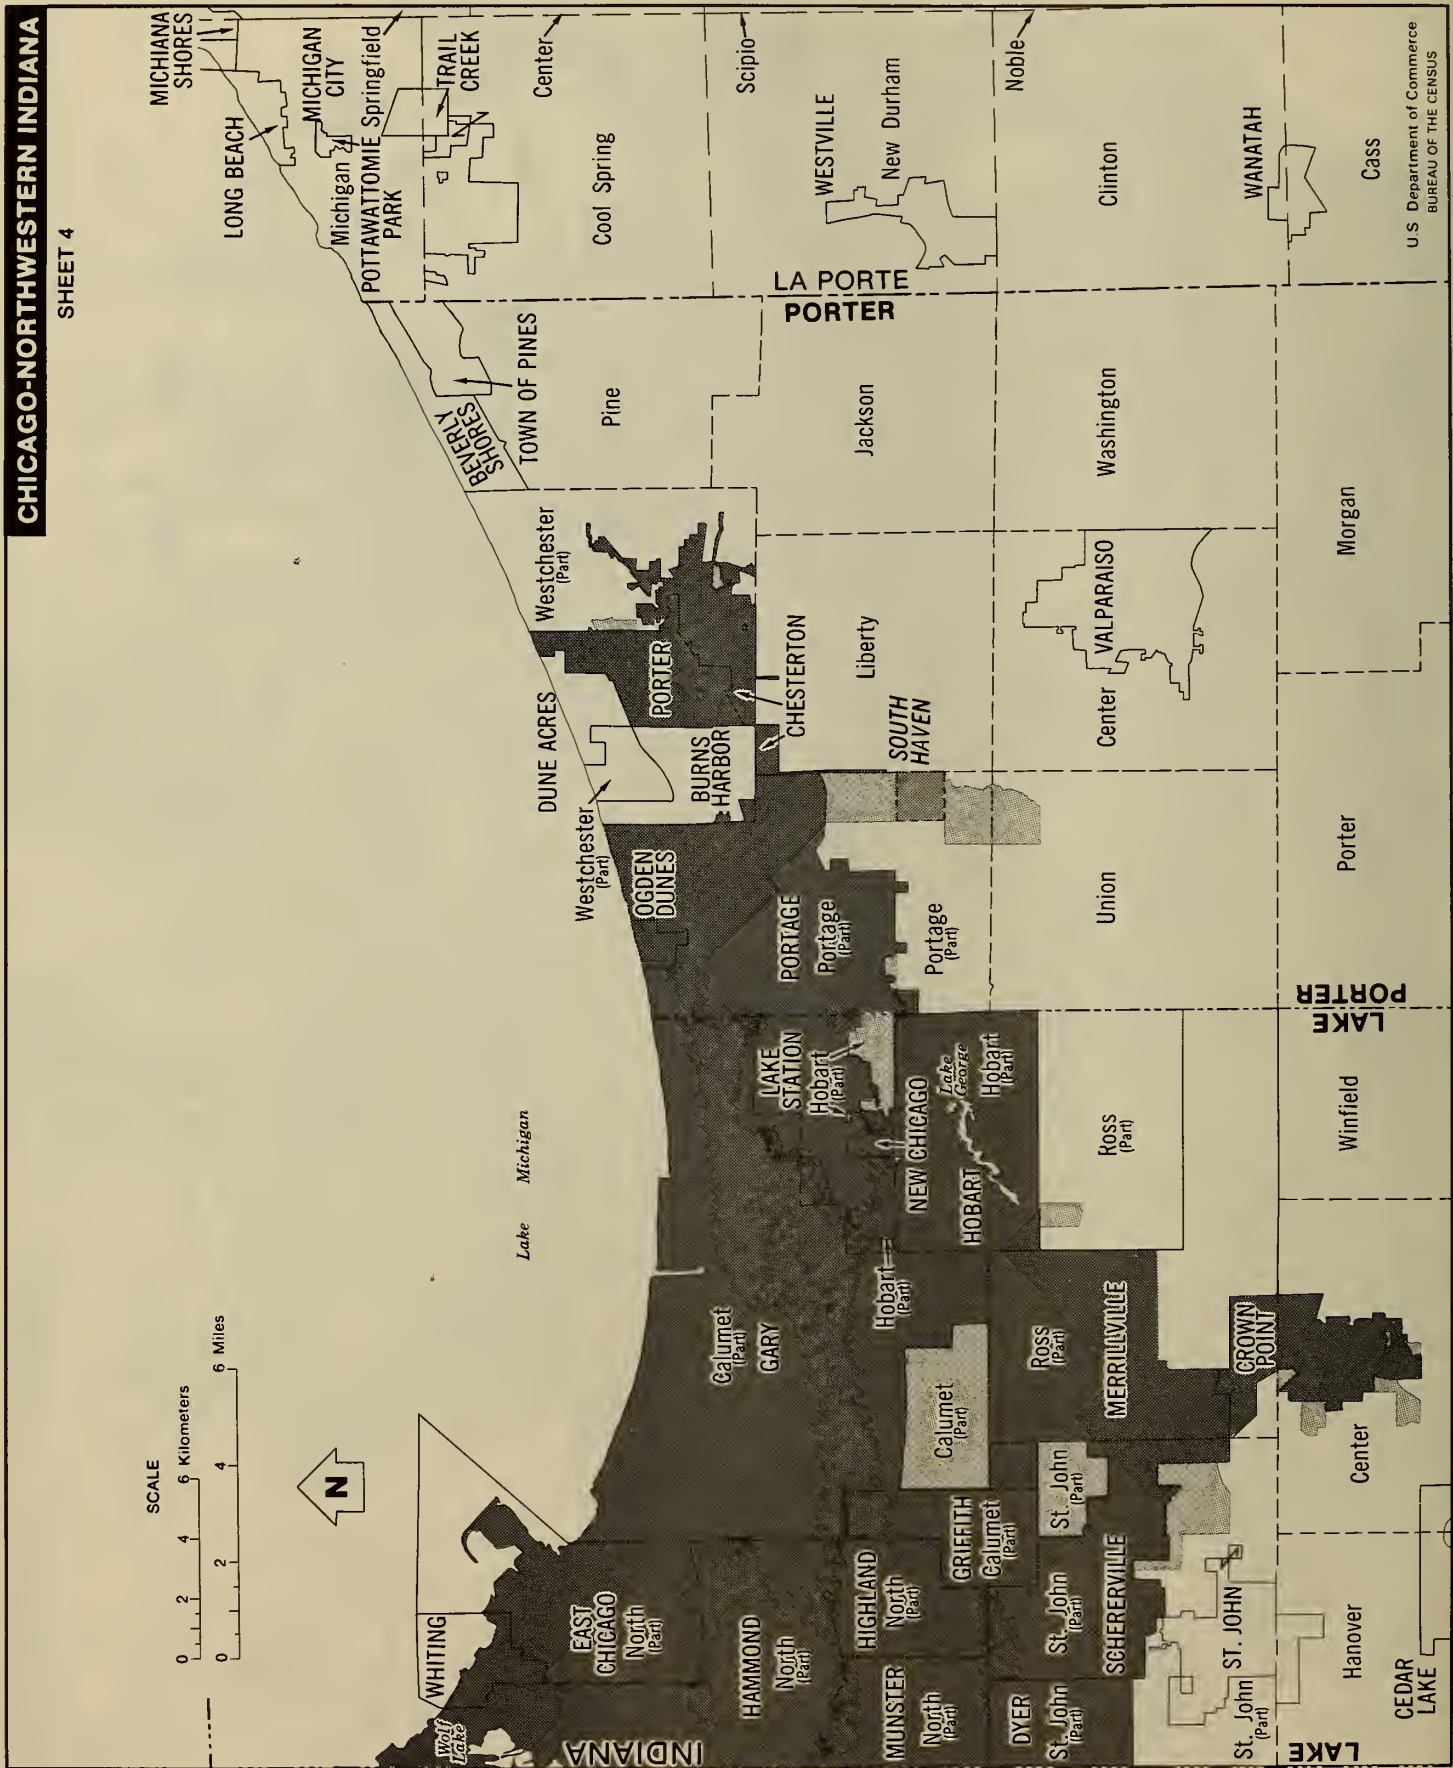 CHICAGO-NORTHWESTERN INDIANA
SHEET 4
SCALE
0 2 4 6 Kilometers
0 2 4 6 Miles
N
Lake Michigan
MICHIANA
SHORES
LONG BEACH
MICHIGAN
CITY
Michigan
Springfield
POTTAWATTOMIE
PARK
TRAIL
CREEK
Center
Cool Spring
Scipio
WESTVILLE
New Durham
Noble
Clinton
WANATAH
Cass
LA PORTE
PORTER
BEVERLY
SHORES
TOWN OF PINES
Pine
Jackson
Washington
Morgan
Westchester
(Part)
PORTER
DUNE ACRES
CHESTERTON
Liberty
VALPARAISO
Center
BURNS
HARBOR
SOUTH
HAVEN
Westchester
(Part)
OGDEN
DUNES
PORTAGE
Portage
(Part)
Portage
(Part)
Union
Porter
PORTER
LAKE
LAKE
STATION
Hobart
(Part)
NEW CHICAGO
Lake
George
Hobart
(Part)
HOBART
Ross
(Part)
Winfield
Calumet
(Part)
GARY
Hobart
(Part)
Calumet
(Part)
Ross
(Part)
MERRILLVILLE
CROWN
POINT
Center
WHITING
EAST
CHICAGO
North
(Part)
Wolf
Lake
HAMMOND
North
(Part)
HIGHLAND
North
(Part)
GRIFFITH
Calumet
(Part)
St. John
(Part)
MUNSTER
North
(Part)
DYER
St. John
(Part)
St. John
(Part)
SCHERERVILLE
ST. JOHN
St. John
(Part)
Hanover
CEDAR
LAKE
INDIANA
LAKE
U.S Department of Commerce
BUREAU OF THE CENSUS